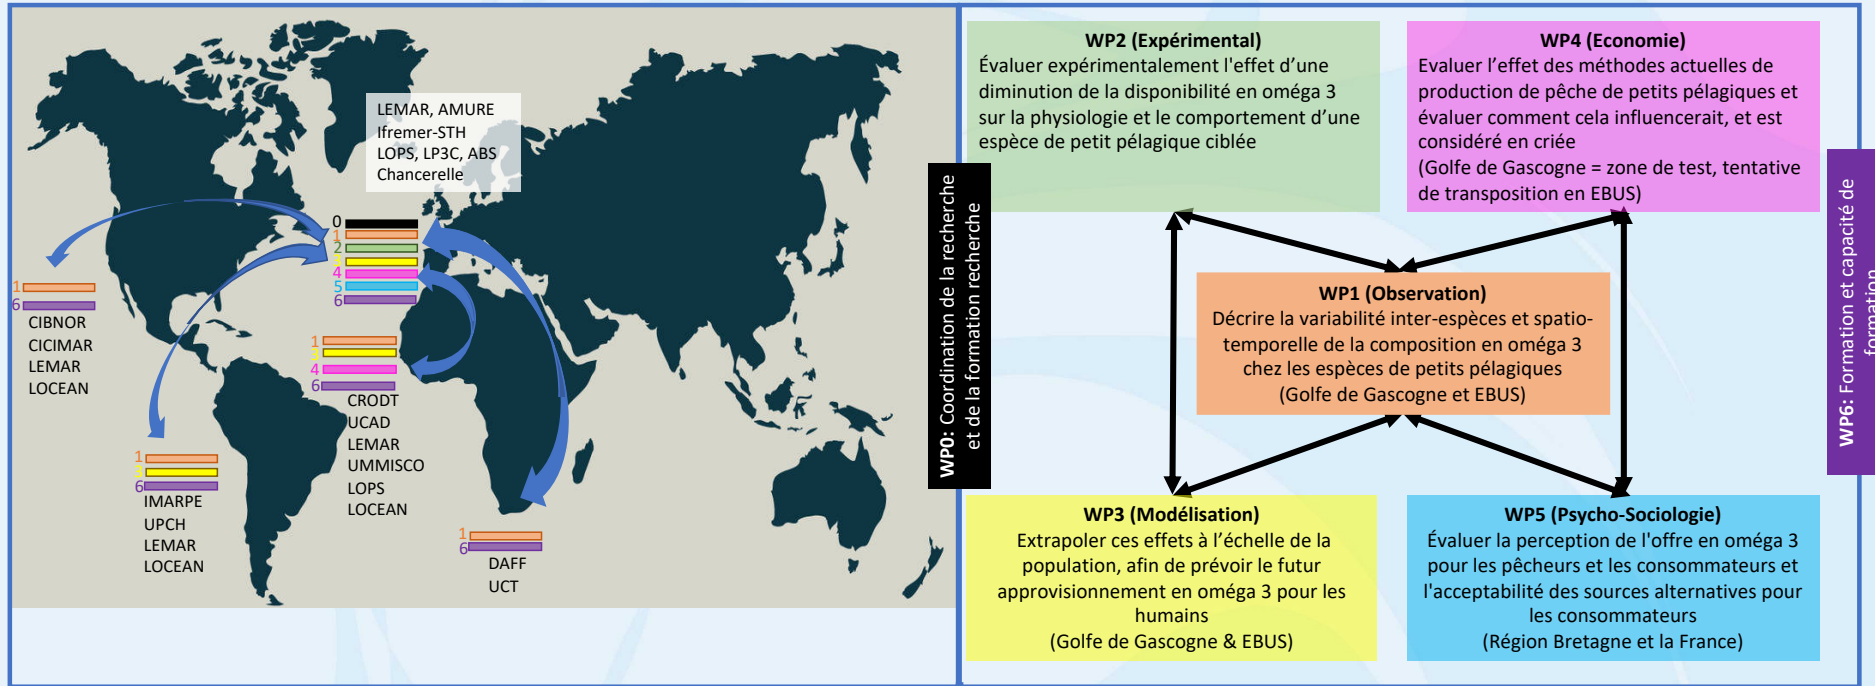 LEMAR, AMURE
Ifremer-STH
LOPS, LP3C, ABS
Chancerelle
0
1
2
3
4
5
6
1
6
CIBNOR
CICIMAR
LEMAR
LOCEAN
1
3
6
IMARPE
UPCH
LEMAR
LOCEAN
1
3
4
6
CRODT
UCAD
LEMAR
UMMISCO
LOPS
LOCEAN
1
6
DAFF
UCT
WP0: Coordination de la recherche
et de la formation recherche
WP2 (Expérimental)
Évaluer expérimentalement l'effet d'une
diminution de la disponibilité en oméga 3
sur la physiologie et le comportement d'une
espèce de petit pélagique ciblée
WP4 (Economie)
Evaluer l'effet des méthodes actuelles de
production de pêche de petits pélagiques et
évaluer comment cela influencerait, et est
considéré en criée
(Golfe de Gascogne = zone de test, tentative
de transposition en EBUS)
WP1 (Observation)
Décrire la variabilité inter-espèces et spatio-
temporelle de la composition en oméga 3
chez les espèces de petits pélagiques
(Golfe de Gascogne et EBUS)
WP3 (Modélisation)
Extrapoler ces effets à l'échelle de la
population, afin de prévoir le futur
approvisionnement en oméga 3 pour les
humains
(Golfe de Gascogne & EBUS)
WP5 (Psycho-Sociologie)
Évaluer la perception de l'offre en oméga 3
pour les pêcheurs et les consommateurs et
l'acceptabilité des sources alternatives pour
les consommateurs
(Région Bretagne et la France)
WP6: Formation et capacité de
formation